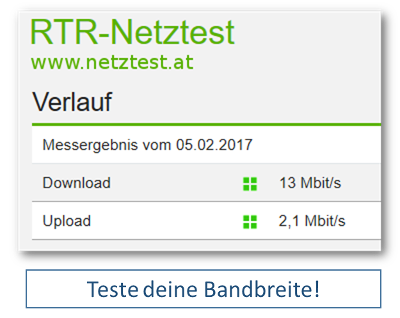 RTR-Netztest
www.netztest.at
Verlauf
Messergebnis vom 05.02.2017
Download 13 Mbit/s
Upload 2,1 Mbit/s
Teste deine Bandbreite!